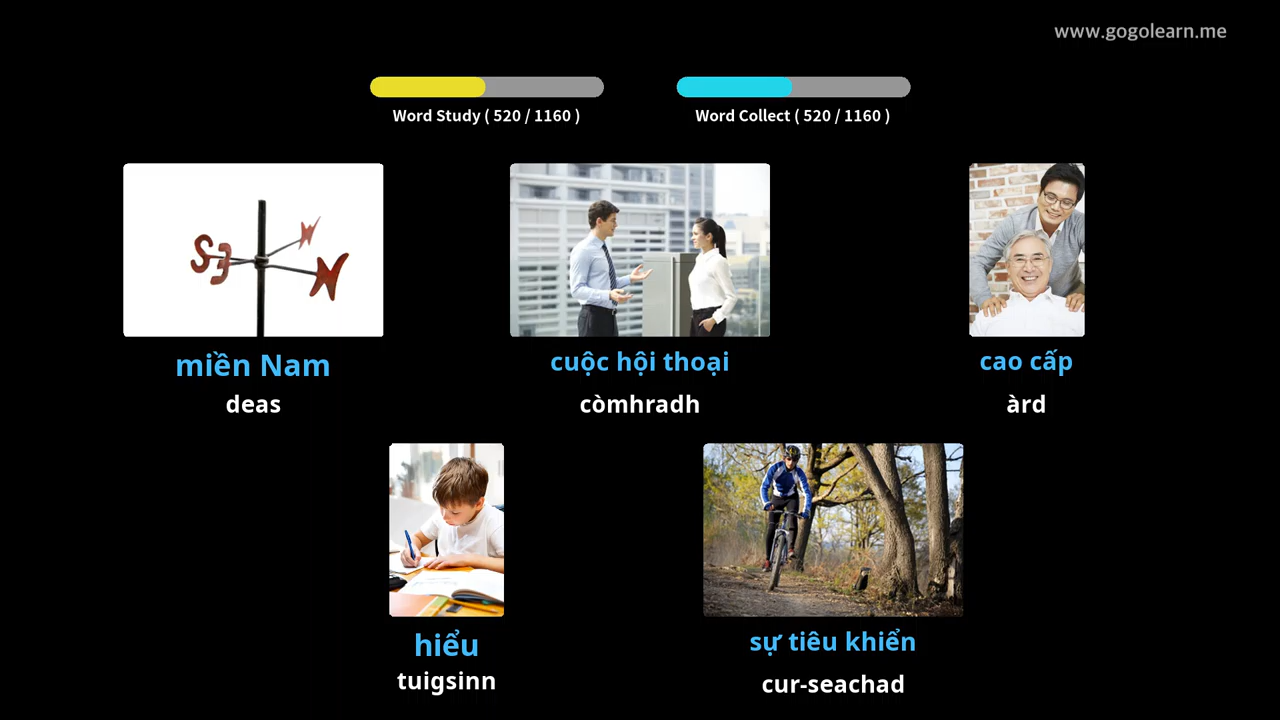 www.gogolearn.me
Word Study ( 520 / 1160 )
Word Collect ( 520 / 1160 )
miền Nam
deas
cuộc hội thoại
còmhradh
cao cấp
àrd
hiểu
tuigsinn
sự tiêu khiển
cur-seachad